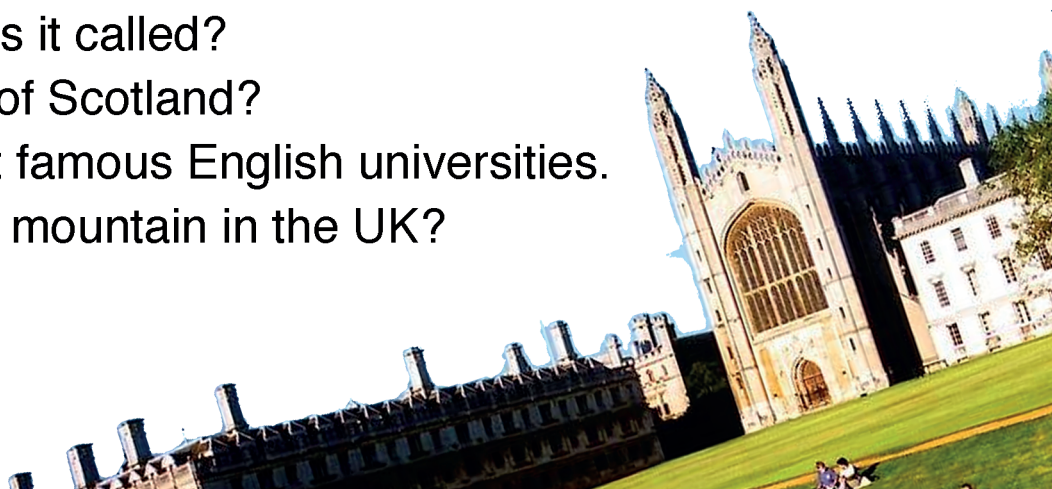 s it called?
of Scotland?
famous English universities.
mountain in the UK?